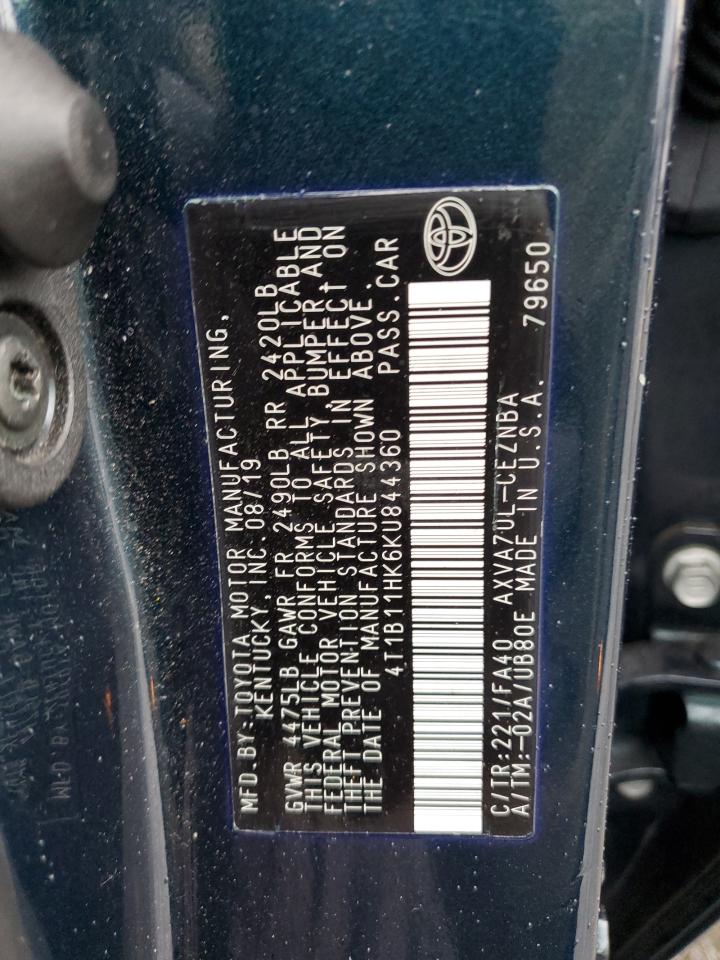 MFD.BY:TOYOTA MOTOR MANUFACTURING,
KENTUCKY, INC. 08/19
GVWR 4475LB GAWR FR 2490LB RR 2420LB
THIS VEHICLE CONFORMS TO ALL APPLICABLE
FEDERAL MOTOR VEHICLE SAFETY, BUMPER AND
THEFT PREVENTION STANDARDS IN EFFECT ON
THE DATE OF MANUFACTURE SHOWN ABOVE.
4T1B11HK6KU844360 PASS.CAR
C/TR:221/FA40 AXVA70L-CEZNBA
A/TM:-02A/UB80E MADE IN U.S.A. 79650